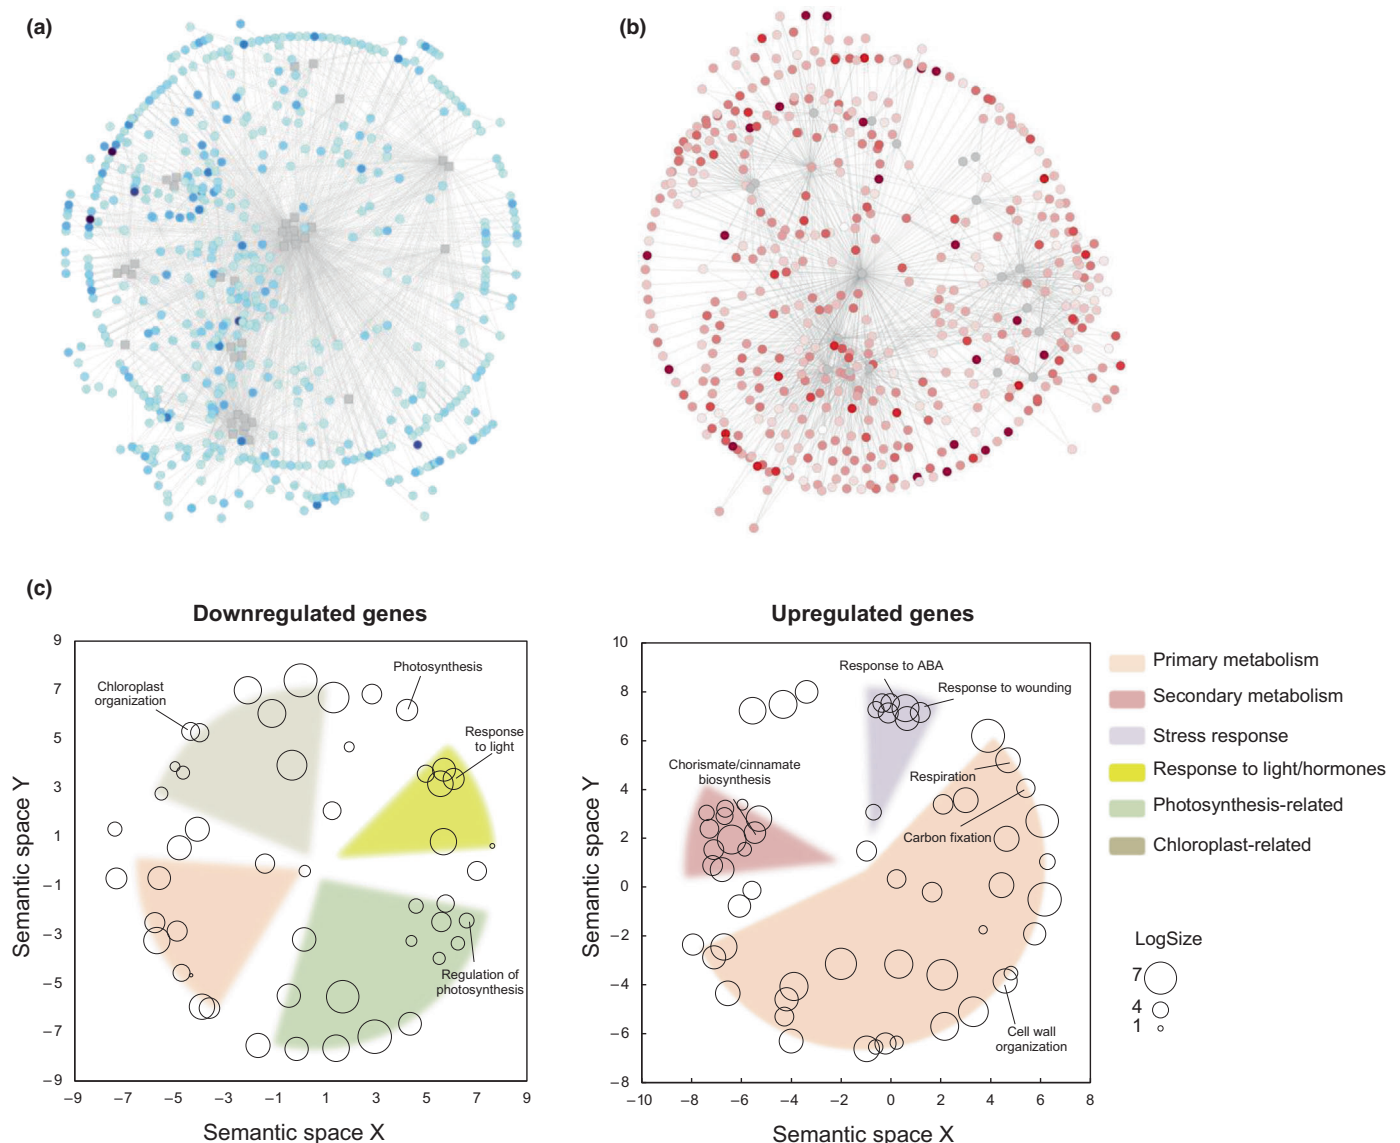 (a)
(b)
(c)
Downregulated genes
9
7
5
3
1
–1
–3
–5
–7
–9
–9
–7
–5
–3
–1
1
3
5
7
9
Semantic space Y
Semantic space X
Chloroplast
organization
Photosynthesis
Response
to light
Regulation of
photosynthesis
Upregulated genes
10
8
6
4
2
0
–2
–4
–6
–8
–10
–8
–6
–4
–2
0
2
4
6
8
Semantic space Y
Semantic space X
Response to ABA
Response to wounding
Chorismate/cinnamate
biosynthesis
Respiration
Carbon fixation
Cell wall
organization
Primary metabolism
Secondary metabolism
Stress response
Response to light/hormones
Photosynthesis-related
Chloroplast-related
LogSize
7
4
1